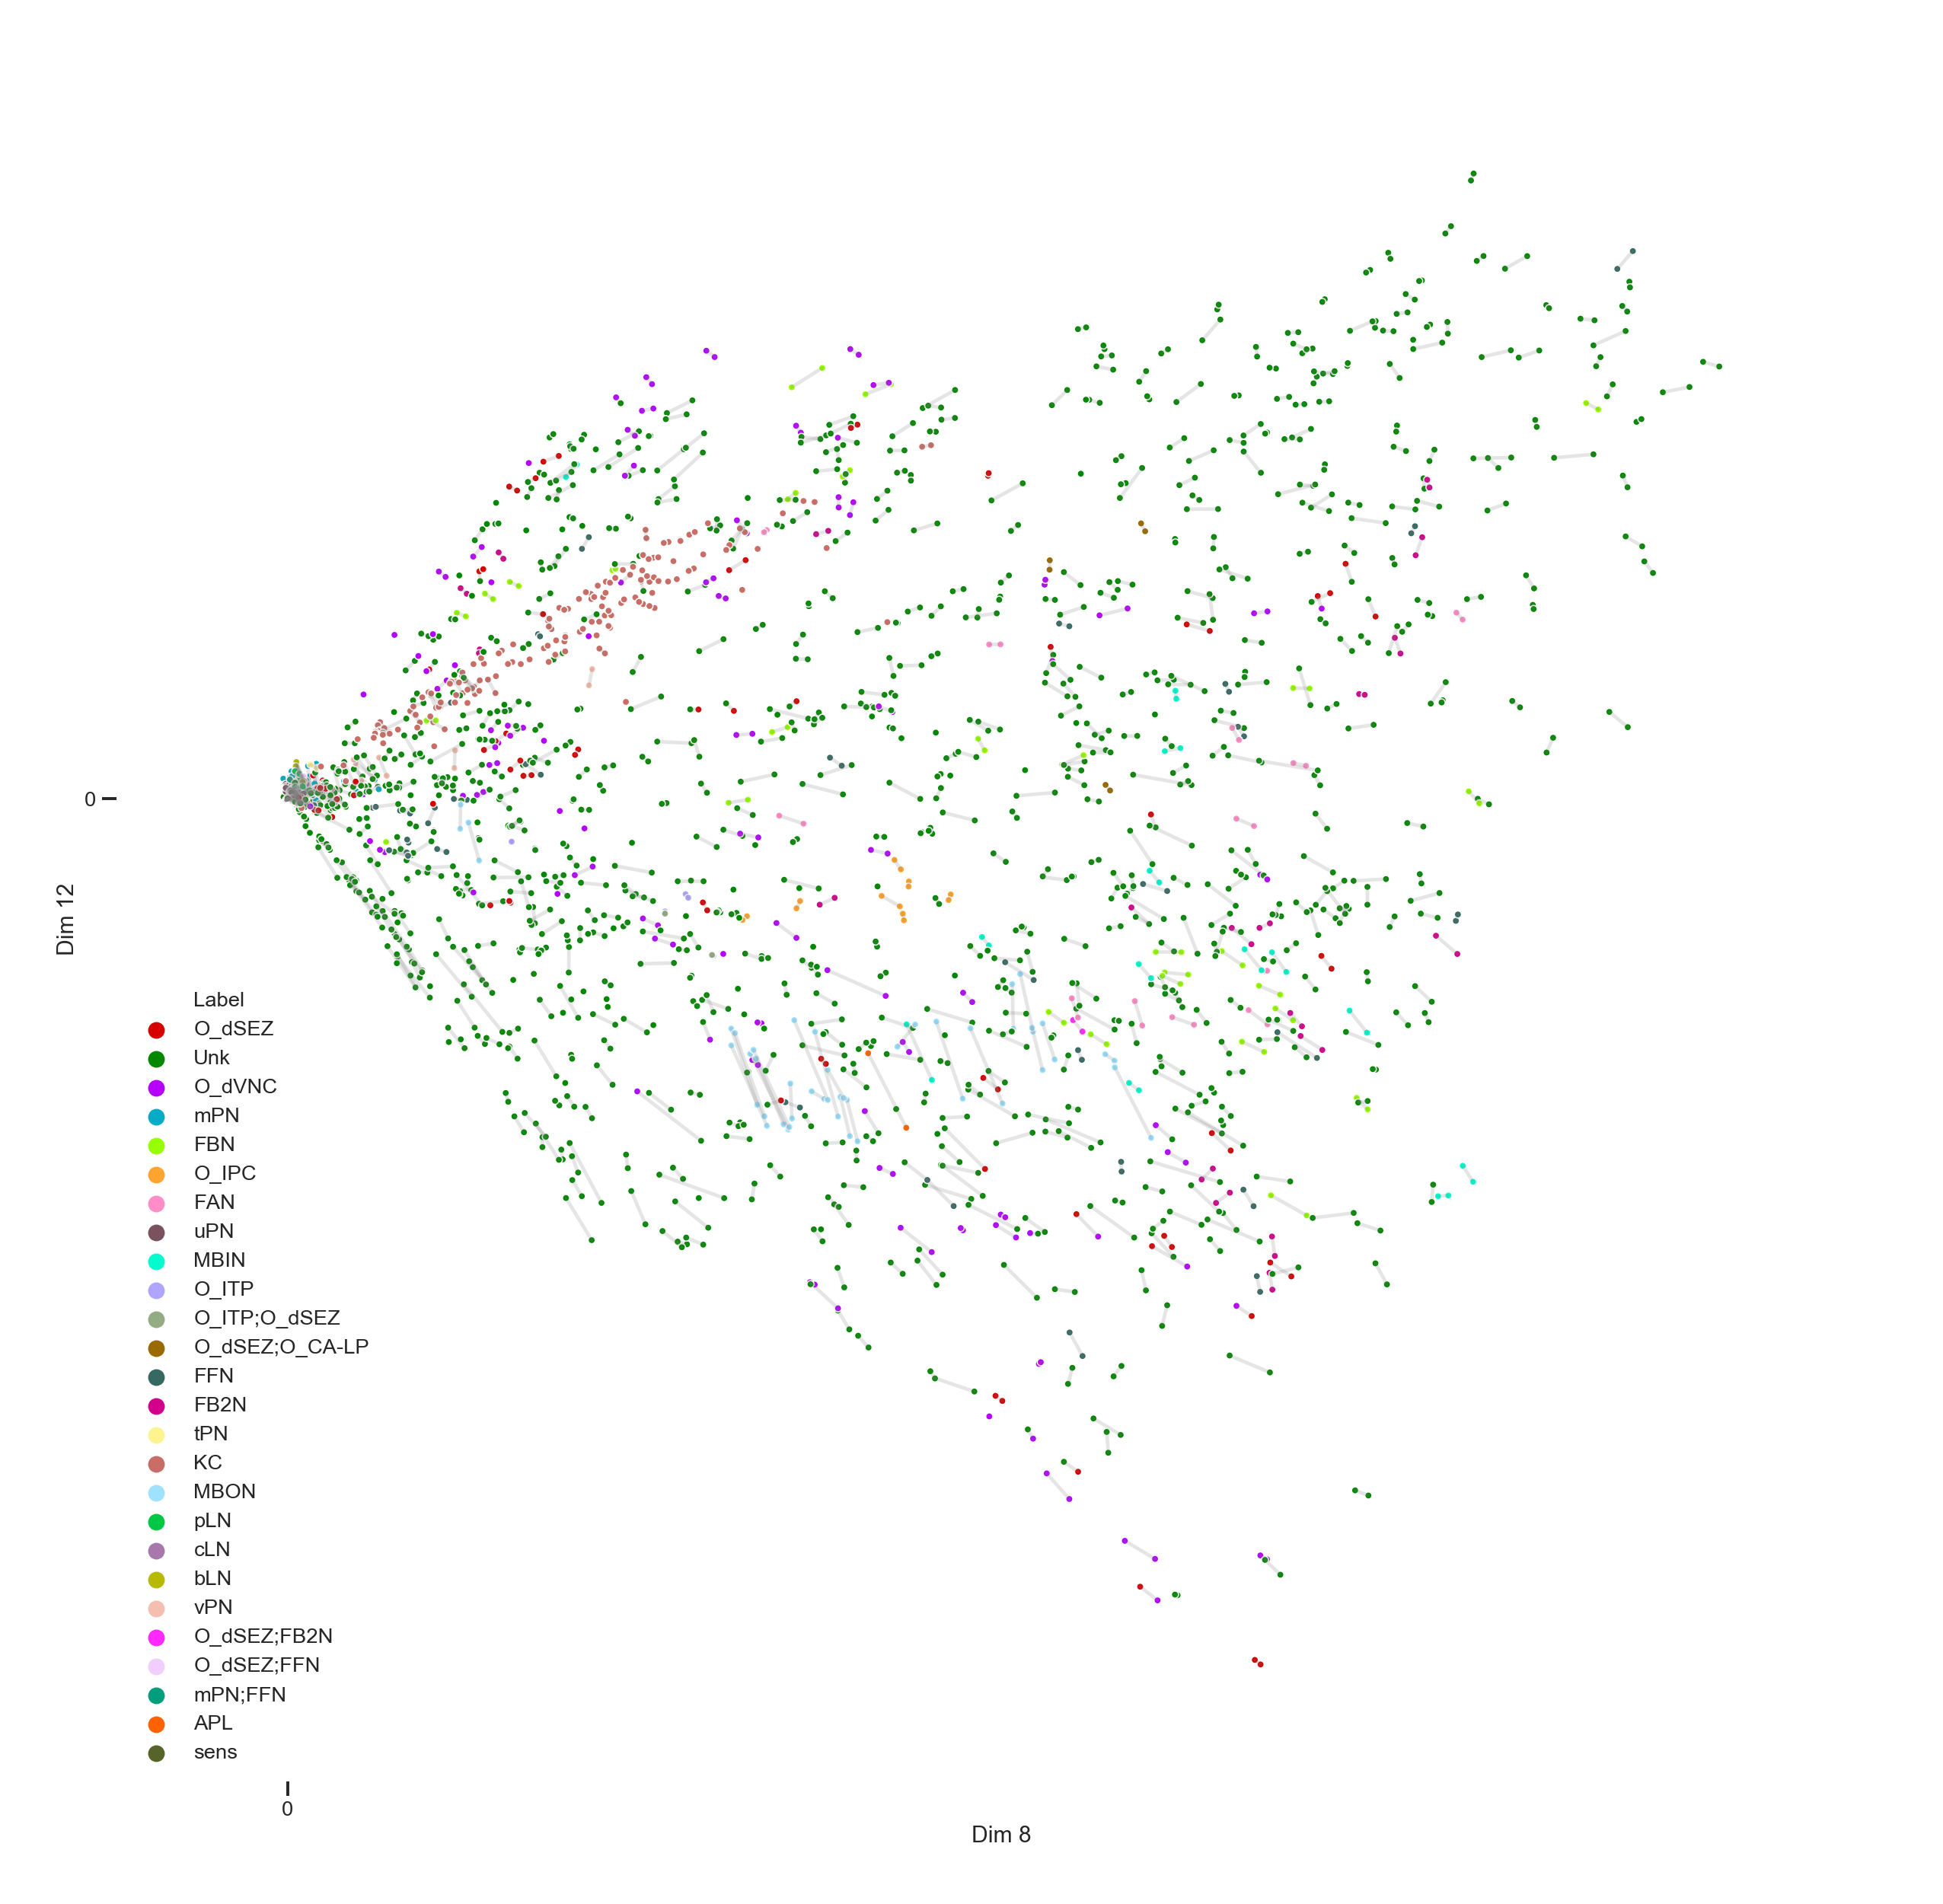 0
Dim 12
Label
O_dSEZ
Unk
O_dVNC
mPN
FBN
O_IPC
FAN
uPN
MBIN
O_ITP
O_ITP;O_dSEZ
O_dSEZ;O_CA-LP
FFN
FB2N
tPN
KC
MBON
pLN
cLN
bLN
vPN
O_dSEZ;FB2N
O_dSEZ;FFN
mPN;FFN
APL
sens
0
Dim 8